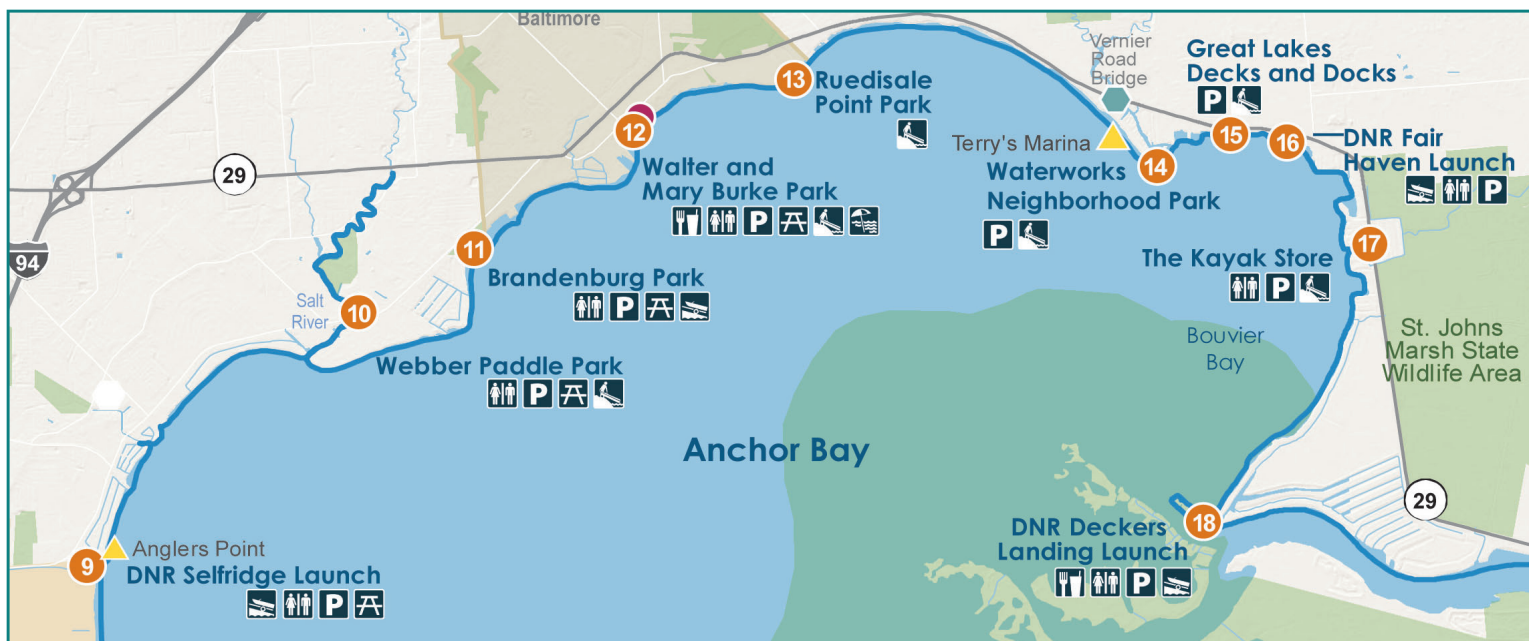 Baltimore
Vernier
Road
Bridge
Great Lakes
Decks and Docks
P
13
Ruedisale
Point Park
12
15
16
DNR Fair
Haven Launch
P
Terry's Marina
14
29
Walter and
Mary Burke Park
P
Waterworks
Neighborhood Park
P
11
17
94
Brandenburg Park
P
The Kayak Store
P
Salt
River
10
Bouvier
Bay
St. Johns
Marsh State
Wildlife Area
Webber Paddle Park
P
Anchor Bay
29
18
DNR Deckers
Landing Launch
P
Anglers Point
9
DNR Selfridge Launch
P